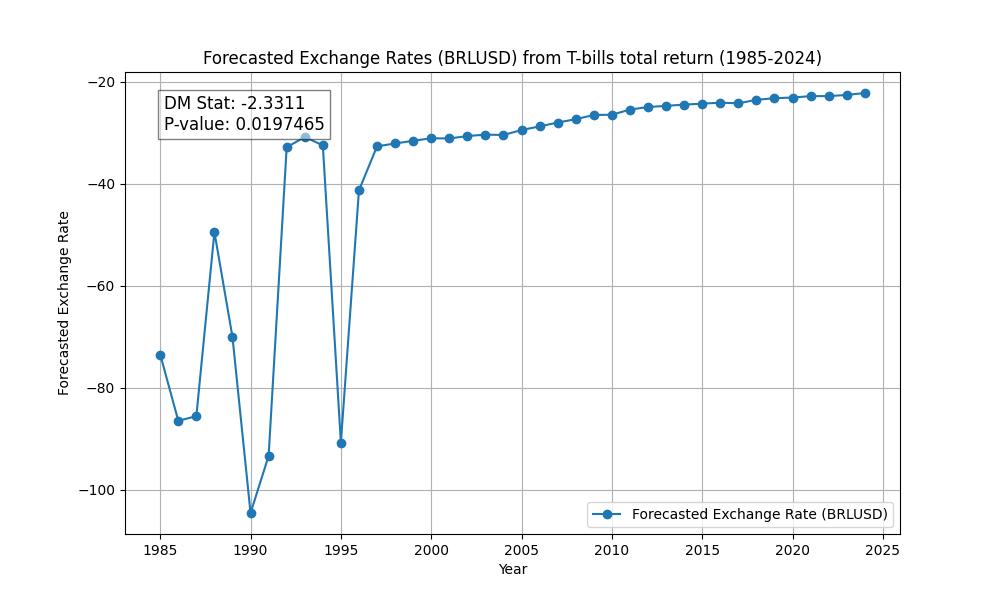 Forecasted Exchange Rates (BRLUSD) from T-bills total return (1985-2024)
DM Stat: -2.3311
P-value: 0.0197465
Forecasted Exchange Rate
−20
−40
−60
−80
−100
Forecasted Exchange Rate (BRLUSD)
1985 1990 1995 2000 2005 2010 2015 2020 2025
Year